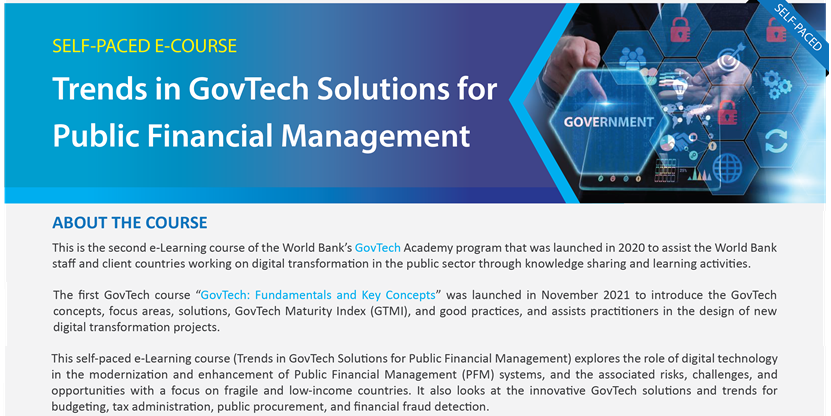 SELF-PACED E-COURSE
Trends in GovTech Solutions for
Public Financial Management
SELF-PACED
GOVERNMENT
ABOUT THE COURSE
This is the second e-Learning course of the World Bank's GovTech Academy program that was launched in 2020 to assist the World Bank
staff and client countries working on digital transformation in the public sector through knowledge sharing and learning activities.
The first GovTech course “GovTech: Fundamentals and Key Concepts” was launched in November 2021 to introduce the GovTech
concepts, focus areas, solutions, GovTech Maturity Index (GTMI), and good practices, and assists practitioners in the design of new
digital transformation projects.
This self-paced e-Learning course (Trends in GovTech Solutions for Public Financial Management) explores the role of digital technology
in the modernization and enhancement of Public Financial Management (PFM) systems, and the associated risks, challenges, and
opportunities with a focus on fragile and low-income countries. It also looks at the innovative GovTech solutions and trends for
budgeting, tax administration, public procurement, and financial fraud detection.